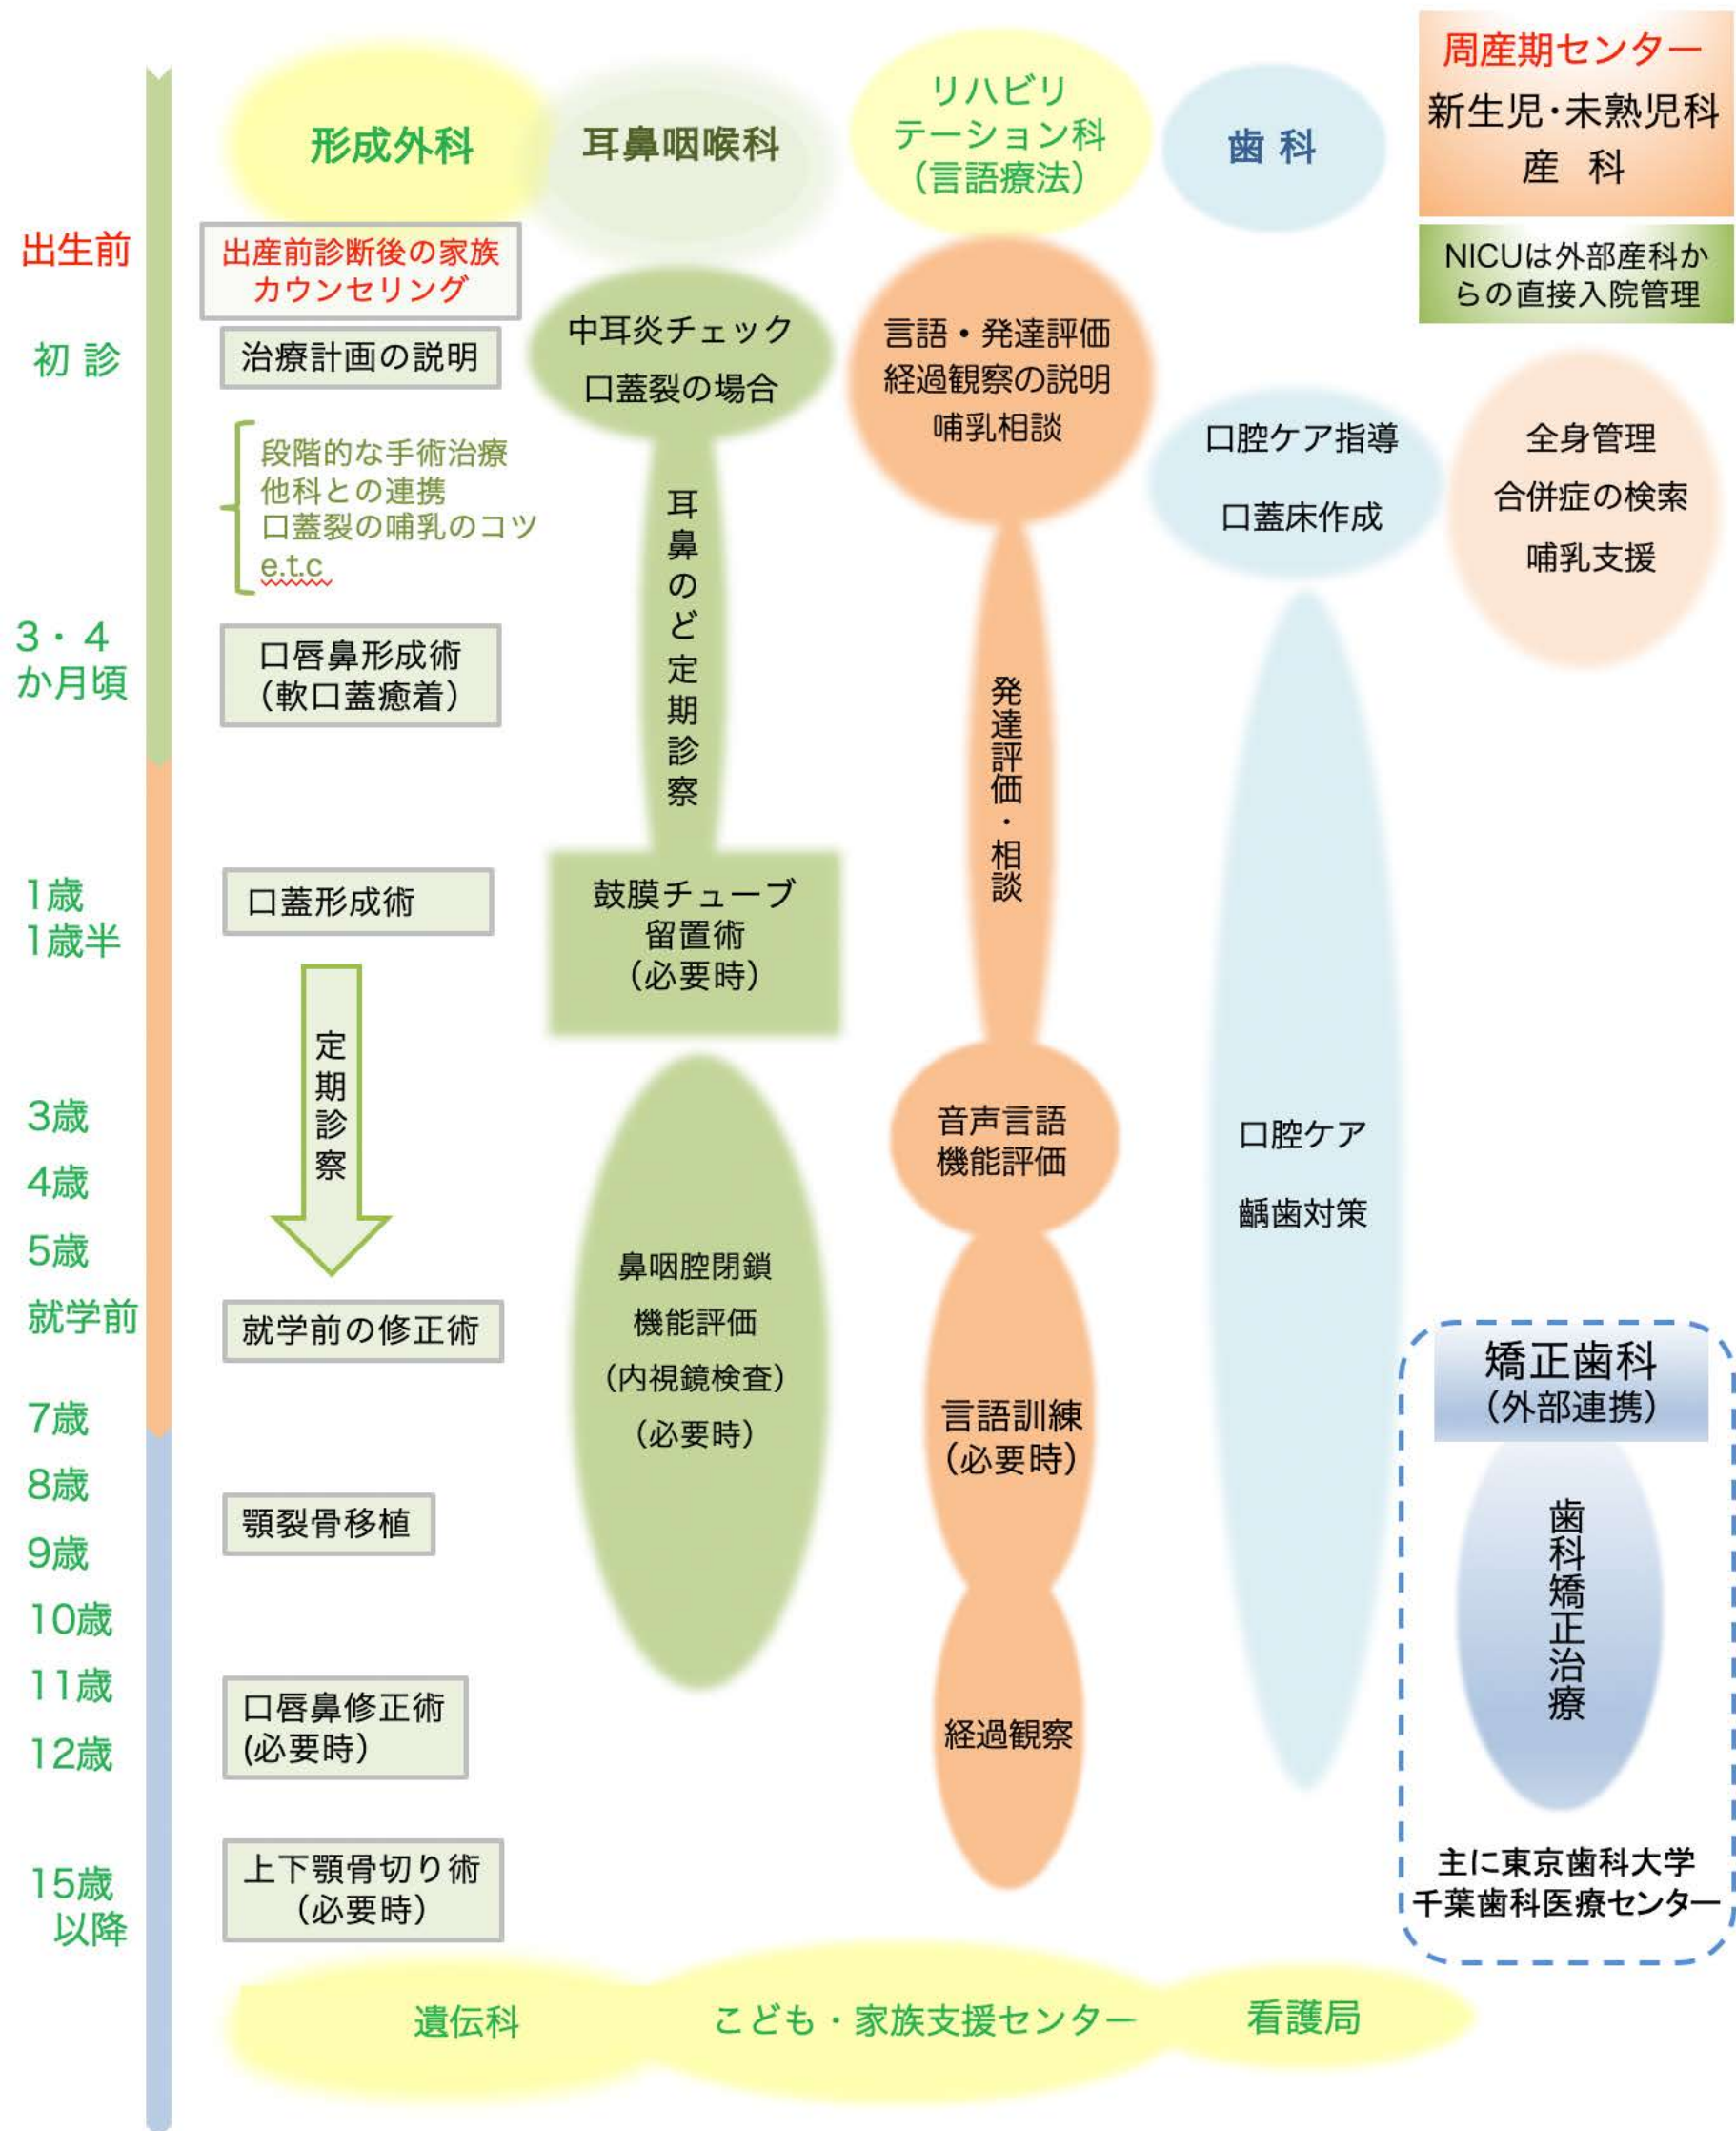 形成外科
耳鼻咽喉科
リハビリ
テーション科
（言語療法）
歯 科
周産期センター
新生児・未熟児科
産 科
NICUは外部産科か
らの直接入院管理
出生前
初 診
3・4
か月頃
1歳
1歳半
3歳
4歳
5歳
就学前
7歳
8歳
9歳
10歳
11歳
12歳
15歳
以降
出産前診断後の家族
カウンセリング
治療計画の説明
段階的な手術治療
他科との連携
口蓋裂の哺乳のコツ
e.t.c
口唇鼻形成術
（軟口蓋癒着）
口蓋形成術
定期診察
就学前の修正術
顎裂骨移植
口唇鼻修正術
(必要時）
上下顎骨切り術
（必要時）
中耳炎チェック
口蓋裂の場合
耳鼻のど定期診察
鼓膜チューブ
留置術
（必要時）
鼻咽腔閉鎖
機能評価
（内視鏡検査）
（必要時）
言語・発達評価
経過観察の説明
哺乳相談
発達評価・相談
音声言語
機能評価
言語訓練
（必要時）
経過観察
口腔ケア指導
口蓋床作成
口腔ケア
齲歯対策
全身管理
合併症の検索
哺乳支援
矯正歯科
（外部連携）
歯科矯正治療
主に東京歯科大学
千葉歯科医療センター
遺伝科
こども・家族支援センター
看護局